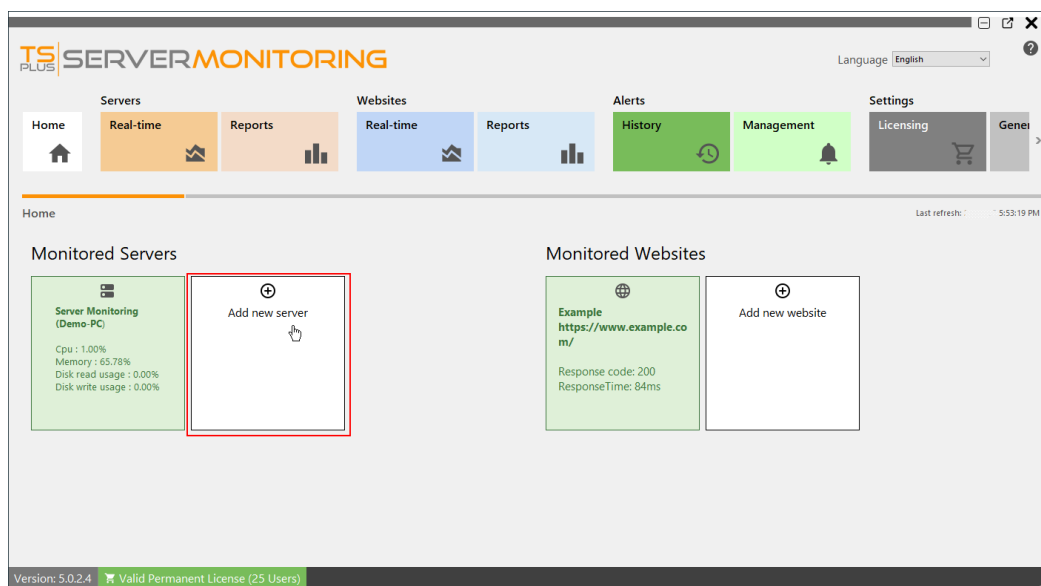 TS PLUS SERVER MONITORING
Language English
Servers
Websites
Alerts
Settings
Home
Real-time
Reports
Real-time
Reports
History
Management
Licensing
Gener
Home
Last refresh: 5:53:19 PM
Monitored Servers
Monitored Websites
Server Monitoring
(Demo-PC)
Cpu : 1.00%
Memory : 65.78%
Disk read usage : 0.00%
Disk write usage : 0.00%
Add new server
Example
https://www.example.co
m/
Response code: 200
ResponseTime: 84ms
Add new website
Version: 5.0.2.4 Valid Permanent License (25 Users)